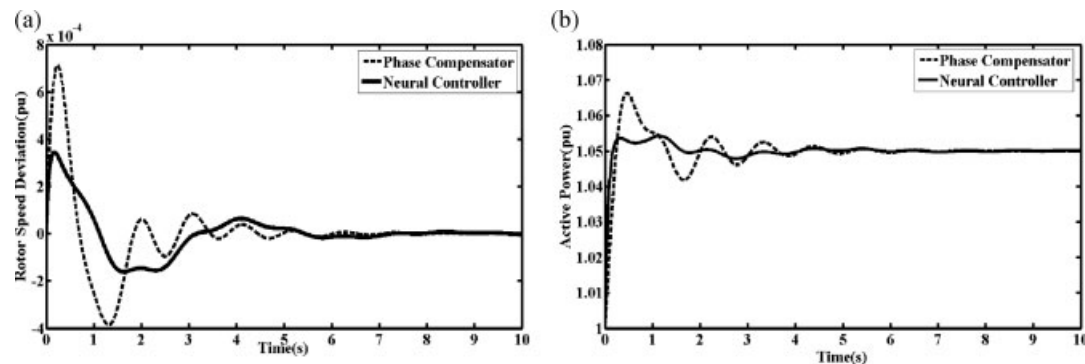 (a)
x 10⁻⁴
8
6
4
2
0
-2
-4
Rotor Speed Deviation(pu)
0 1 2 3 4 5 6 7 8 9 10
Time(s)
Phase Compensator
Neural Controller
(b)
1.08
1.07
1.06
1.05
1.04
1.03
1.02
1.01
1
Active Power(pu)
0 1 2 3 4 5 6 7 8 9 10
Time(s)
Phase Compensator
Neural Controller